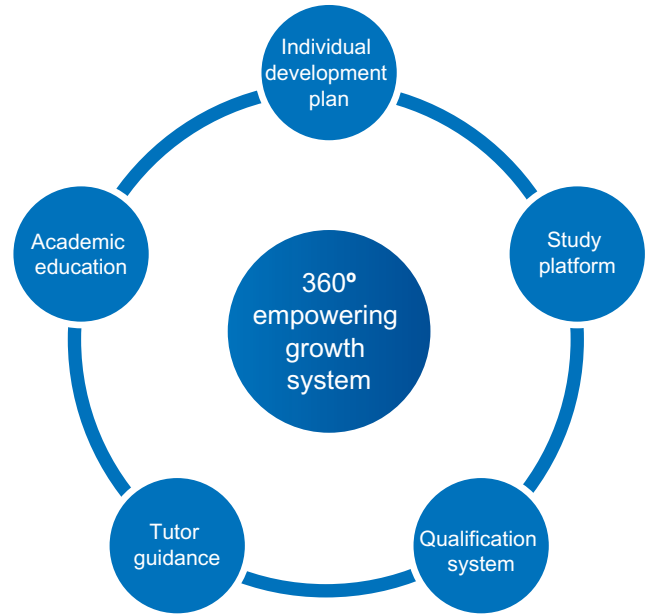 Individual
development
plan
Academic
education
Study
platform
360º
empowering
growth
system
Tutor
guidance
Qualification
system